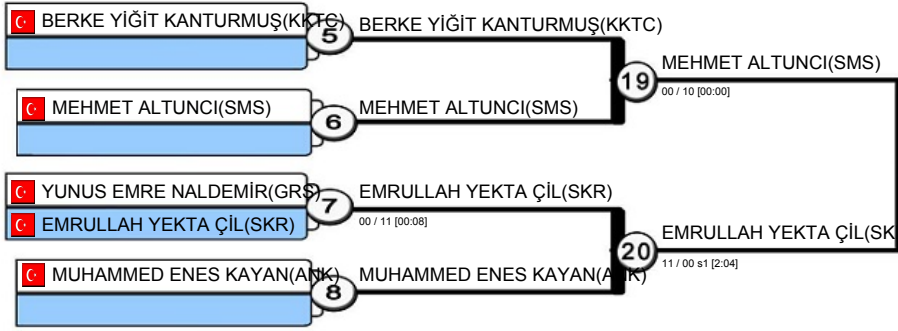 BERKE YİĞİT KANTURMUŞ(KKTC)
5
BERKE YİĞİT KANTURMUŞ(KKTC)
MEHMET ALTUNCI(SMS)
6
MEHMET ALTUNCI(SMS)
19
MEHMET ALTUNCI(SMS)
00 / 10 [00:00]
YUNUS EMRE NALDEMİR(GRS)
EMRULLAH YEKTA ÇİL(SKR)
7
EMRULLAH YEKTA ÇİL(SKR)
00 / 11 [00:08]
MUHAMMED ENES KAYAN(ANK)
8
MUHAMMED ENES KAYAN(ANK)
20
EMRULLAH YEKTA ÇİL(SK
11 / 00 s1 [2:04]